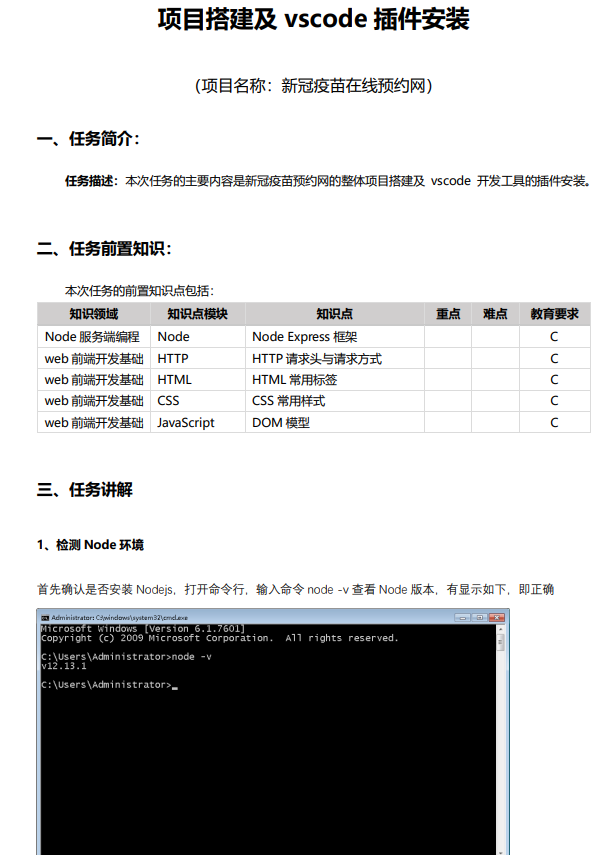 项目搭建及 vscode 插件安装
（项目名称：新冠疫苗在线预约网）
一、任务简介：
任务描述：本次任务的主要内容是新冠疫苗预约网的整体项目搭建及 vscode 开发工具的插件安装。
二、任务前置知识：
本次任务的前置知识点包括：
知识领域 知识点模块 知识点 重点 难点 教育要求
Node 服务端编程 Node Node Express 框架 C
web 前端开发基础 HTTP HTTP 请求头与请求方式 C
web 前端开发基础 HTML HTML 常用标签 C
web 前端开发基础 CSS CSS 常用样式 C
web 前端开发基础 JavaScript DOM 模型 C
三、任务讲解
1、检测 Node 环境
首先确认是否安装 Nodejs，打开命令行，输入命令 node -v 查看 Node 版本，有显示如下，即正确
Administrator: C:\windows\system32\cmd.exe
Microsoft Windows [Version 6.1.7601]
Copyright (c) 2009 Microsoft Corporation. All rights reserved.
C:\Users\Administrator>node -v
v12.13.1
C:\Users\Administrator>